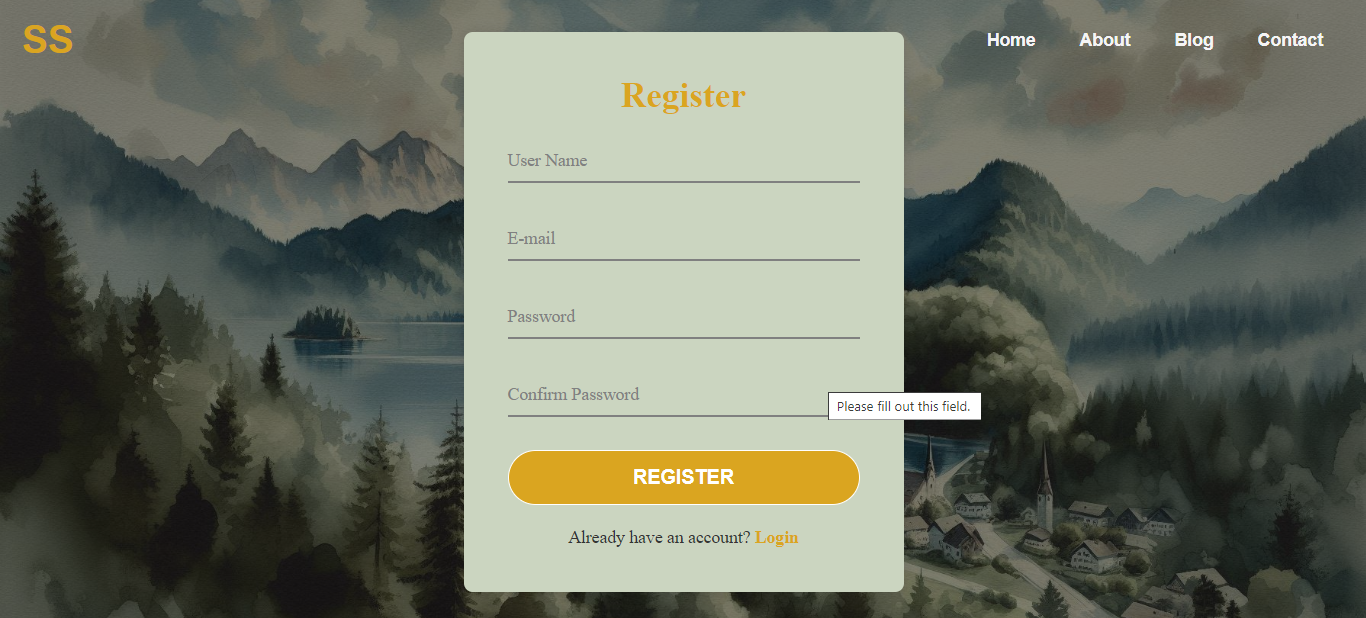 SS
Home About Blog Contact
Register
User Name
E-mail
Password
Confirm Password
Please fill out this field.
REGISTER
Already have an account? Login